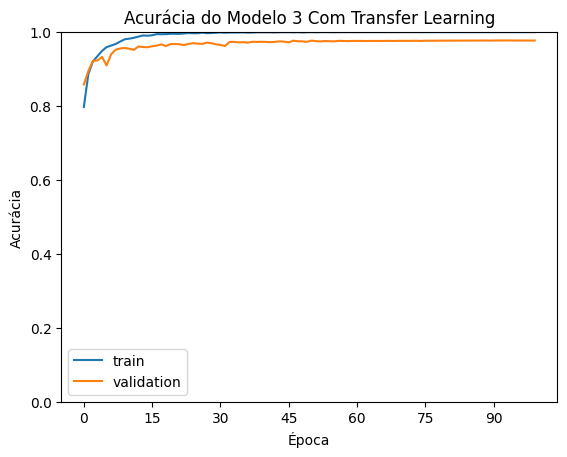 Acurácia do Modelo 3 Com Transfer Learning
1.0
0.8
0.6
0.4
0.2
0.0
Acurácia
train
validation
0 15 30 45 60 75 90
Época